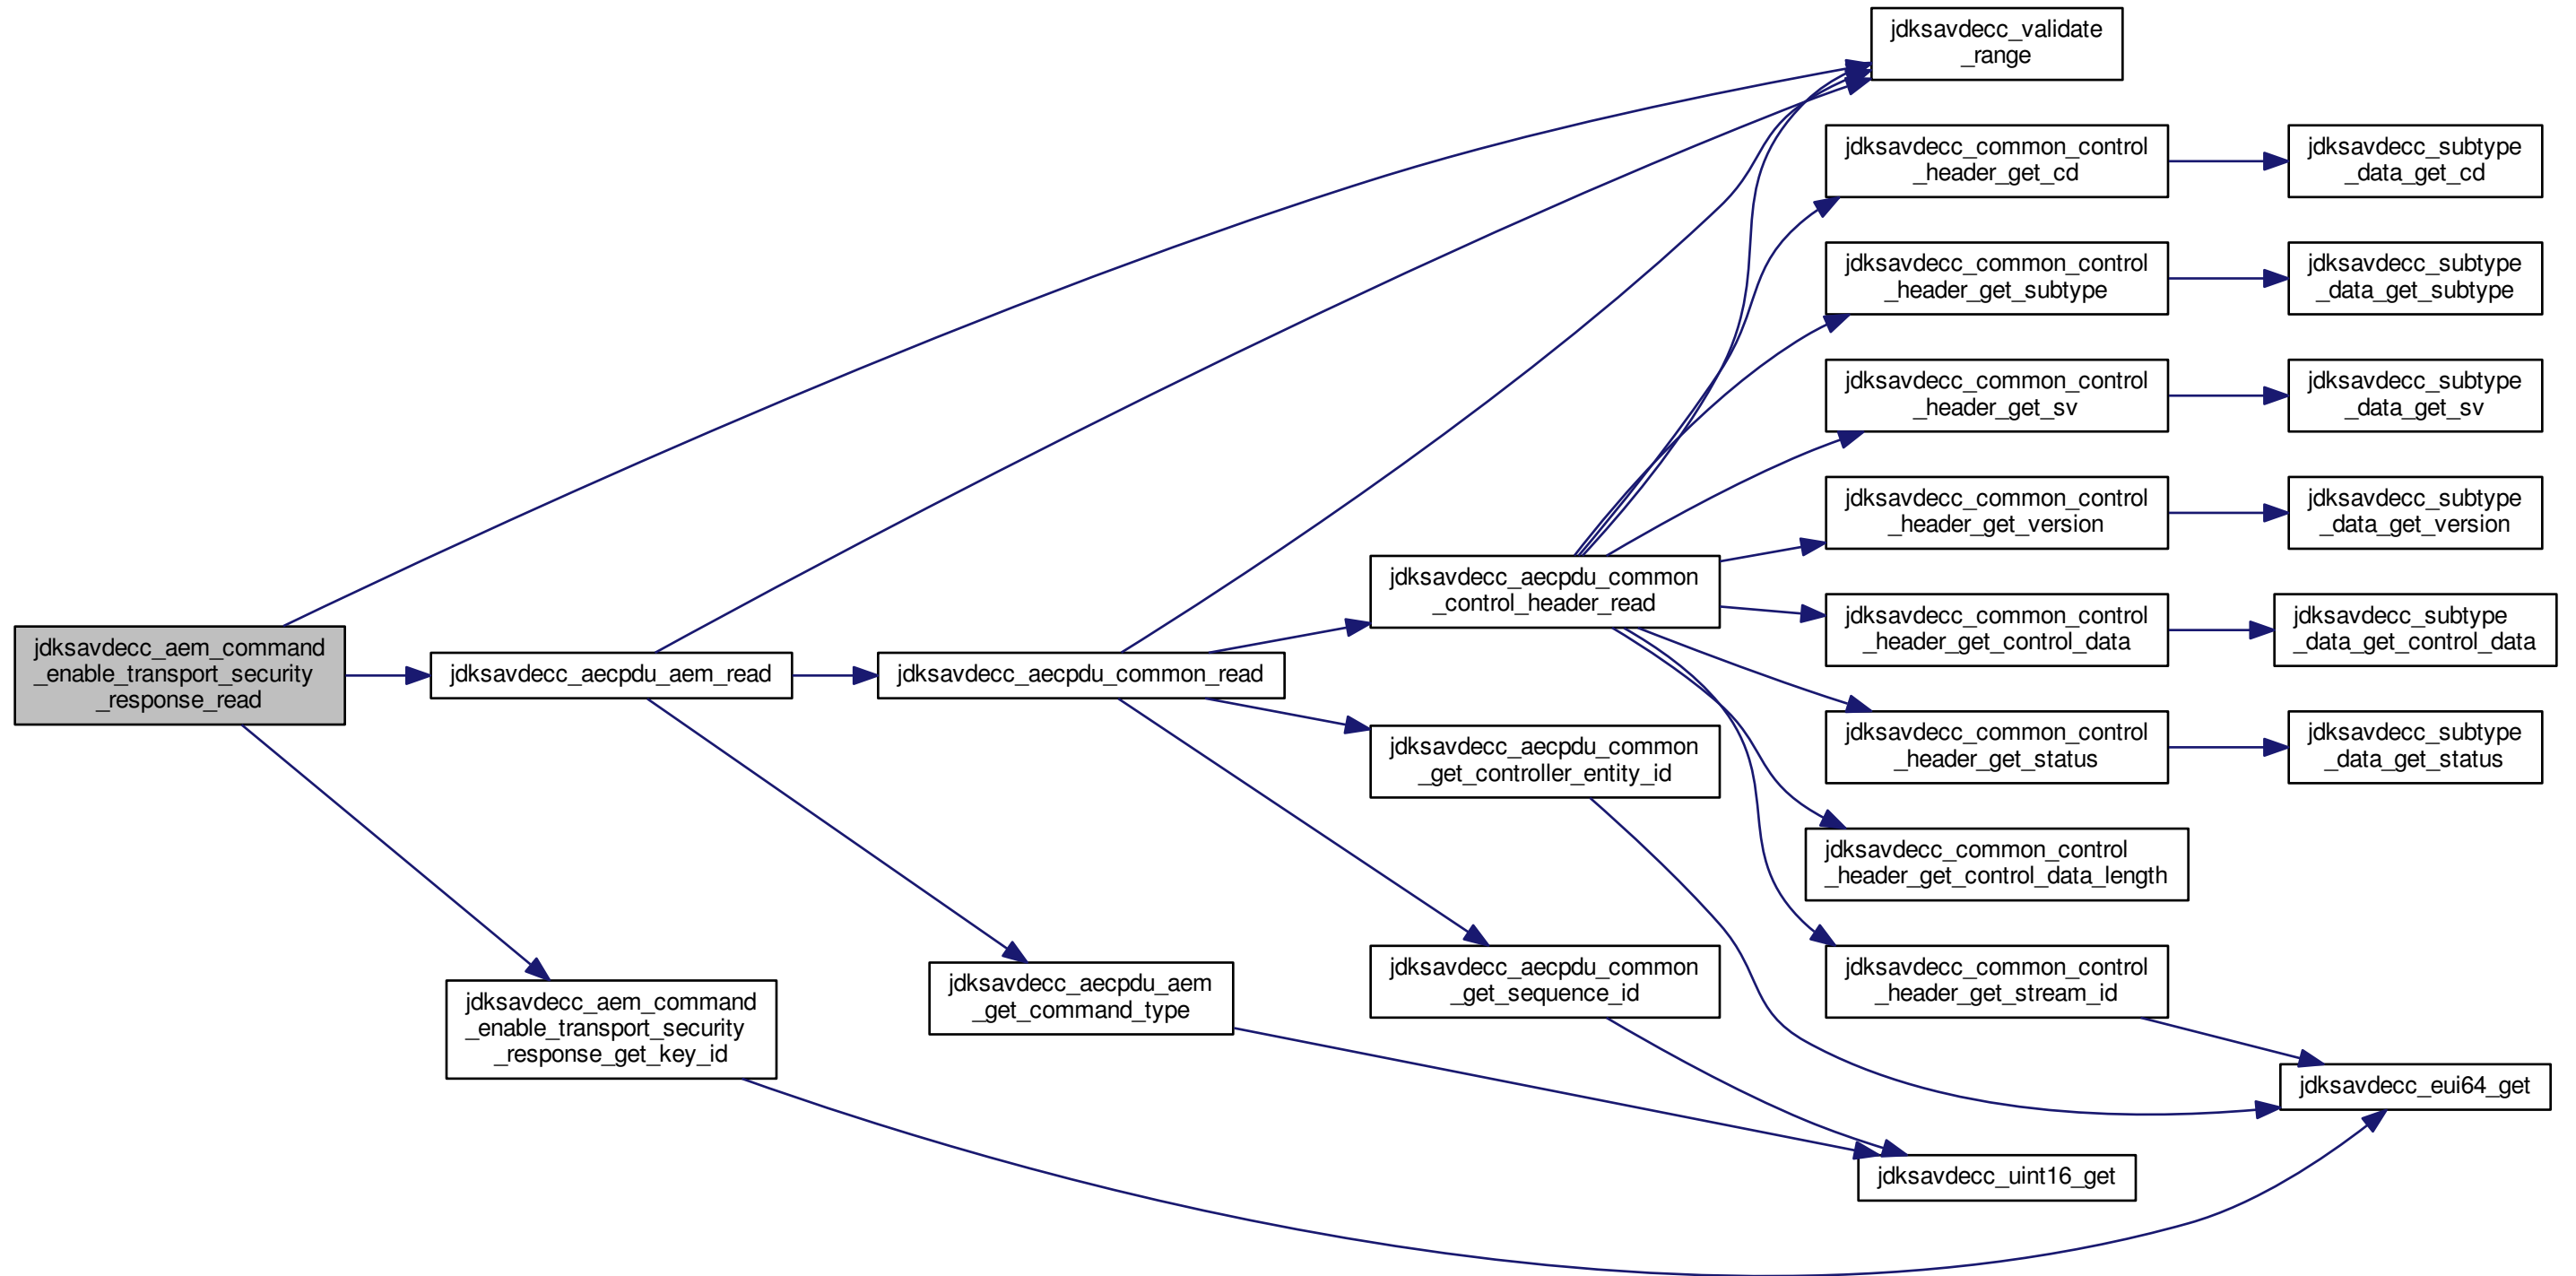 jdksavdecc_validate
_range
jdksavdecc_common_control
_header_get_cd
jdksavdecc_subtype
_data_get_cd
jdksavdecc_common_control
_header_get_subtype
jdksavdecc_subtype
_data_get_subtype
jdksavdecc_common_control
_header_get_sv
jdksavdecc_subtype
_data_get_sv
jdksavdecc_common_control
_header_get_version
jdksavdecc_subtype
_data_get_version
jdksavdecc_aecpdu_common
_control_header_read
jdksavdecc_common_control
_header_get_control_data
jdksavdecc_subtype
_data_get_control_data
jdksavdecc_aem_command
_enable_transport_security
_response_read
jdksavdecc_aecpdu_aem_read
jdksavdecc_aecpdu_common_read
jdksavdecc_aecpdu_common
_get_controller_entity_id
jdksavdecc_common_control
_header_get_status
jdksavdecc_subtype
_data_get_status
jdksavdecc_common_control
_header_get_control_data_length
jdksavdecc_aem_command
_enable_transport_security
_response_get_key_id
jdksavdecc_aecpdu_aem
_get_command_type
jdksavdecc_aecpdu_common
_get_sequence_id
jdksavdecc_common_control
_header_get_stream_id
jdksavdecc_eui64_get
jdksavdecc_uint16_get